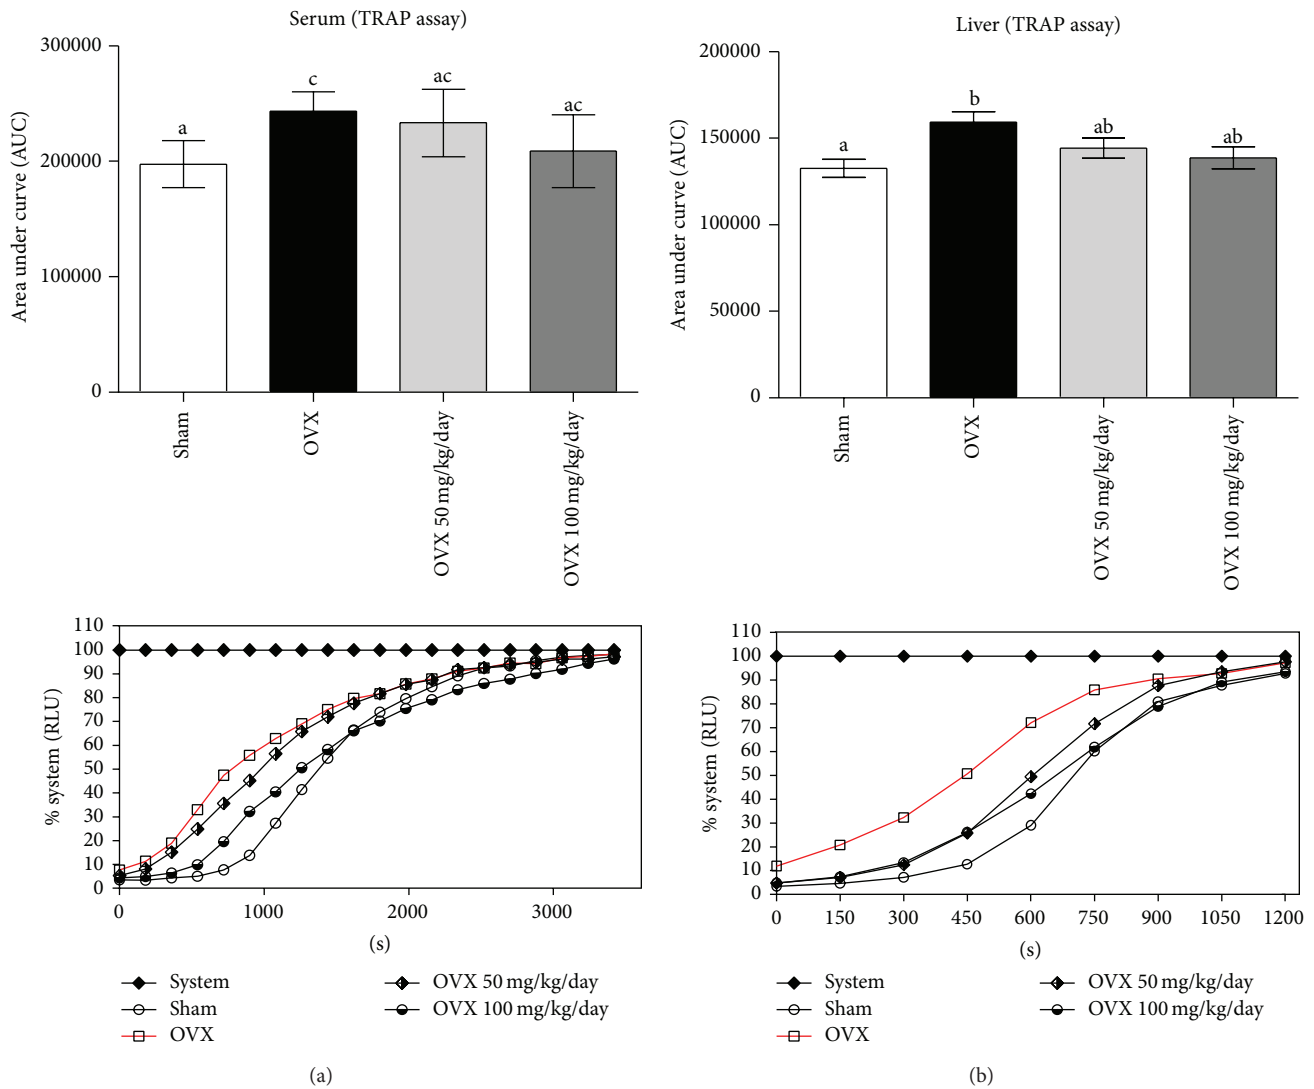 Serum (TRAP assay)
Area under curve (AUC)
300000
200000
100000
0
a
c
ac
ac
Sham
OVX
OVX 50 mg/kg/day
OVX 100 mg/kg/day
% system (RLU)
110
100
90
80
70
60
50
40
30
20
10
0
0 1000 2000 3000
(s)
System
Sham
OVX
OVX 50 mg/kg/day
OVX 100 mg/kg/day
(a)
Liver (TRAP assay)
Area under curve (AUC)
200000
150000
100000
50000
0
a
b
ab
ab
Sham
OVX
OVX 50 mg/kg/day
OVX 100 mg/kg/day
% system (RLU)
110
100
90
80
70
60
50
40
30
20
10
0
0 150 300 450 600 750 900 1050 1200
(s)
System
Sham
OVX
OVX 50 mg/kg/day
OVX 100 mg/kg/day
(b)